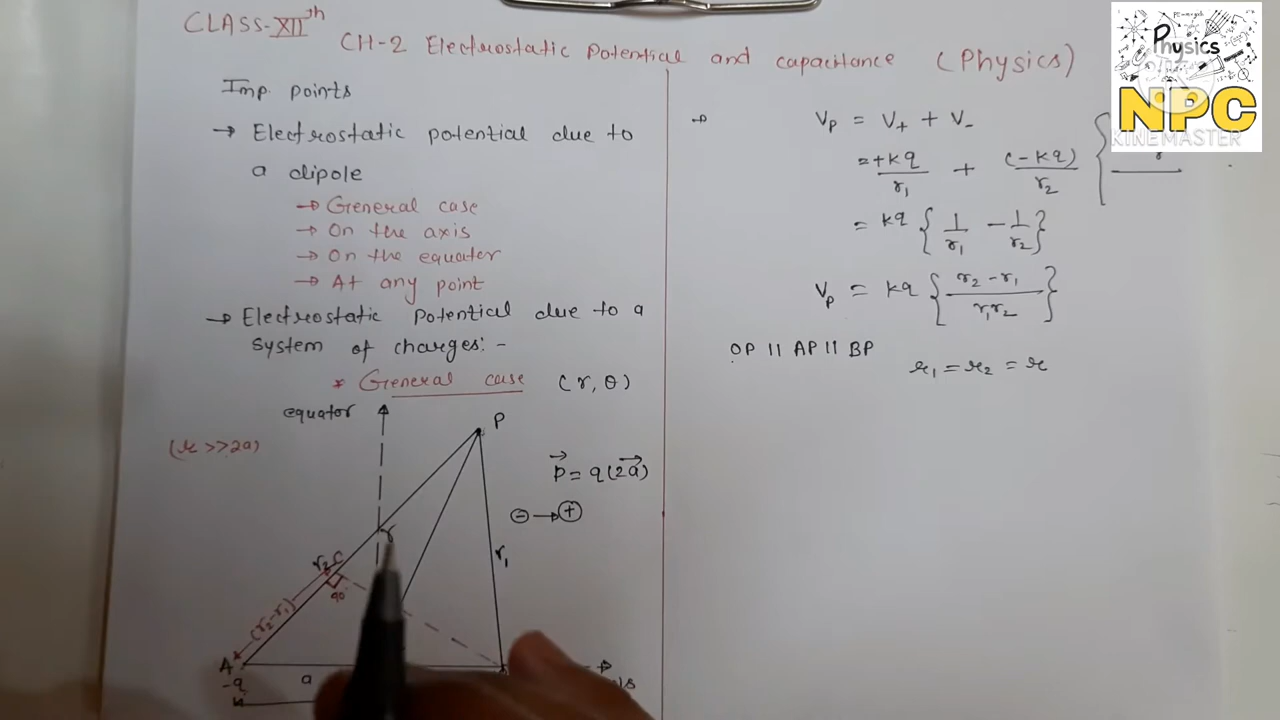 CLASS-XIIth
CH-2 Electrostatic Potential and capacitance (Physics)
Imp. points
→ Electrostatic potential due to
a dipole
→ General case
→ On the axis
→ On the equator
→ At any point
→ Electrostatic Potential due to a
system of charges:-
* General case (r, θ)
equator
P
(r >>2a)
p⃗ = q(2a⃗)
⊖→⊕
r
r₂
C
r₁
90°
(r₂-r₁)
A
-q
a
→ Vp = V₊ + V₋
= +kq/r₁ + (-kq)/r₂
= kq {1/r₁ - 1/r₂}
Vp = kq {r₂-r₁/r₁r₂}
OP || AP || BP
r₁ = r₂ = r
Physics
NPC
KINEMASTER